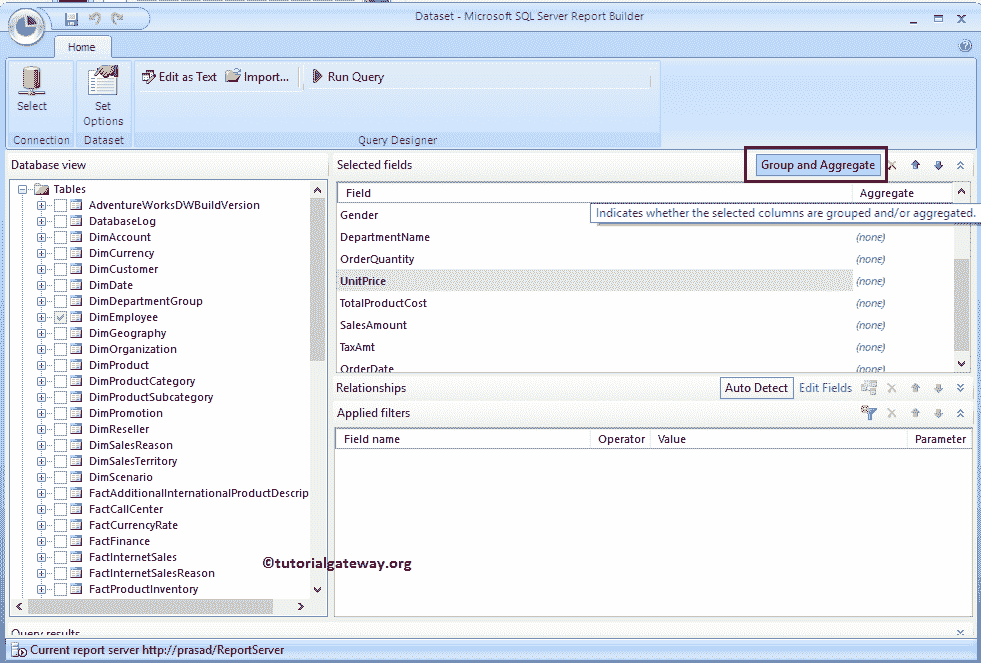 Dataset - Microsoft SQL Server Report Builder
Home
Edit as Text Import... Run Query
Select
Set Options
Connection Dataset Query Designer
Database view
Tables
AdventureWorksDWBuildVersion
DatabaseLog
DimAccount
DimCurrency
DimCustomer
DimDate
DimDepartmentGroup
DimEmployee
DimGeography
DimOrganization
DimProduct
DimProductCategory
DimProductSubcategory
DimPromotion
DimReseller
DimSalesReason
DimSalesTerritory
DimScenario
FactAdditionalInternationalProductDescrip
FactCallCenter
FactCurrencyRate
FactFinance
FactInternetSales
FactInternetSalesReason
FactProductInventory
Selected fields Group and Aggregate
Field Aggregate
Gender
Indicates whether the selected columns are grouped and/or aggregated.
DepartmentName (none)
OrderQuantity (none)
UnitPrice (none)
TotalProductCost (none)
SalesAmount (none)
TaxAmt (none)
OrderDate (none)
Relationships Auto Detect Edit Fields
Applied filters
Field name Operator Value Parameter
©tutorialgateway.org
Query results
Current report server http://prasad/ReportServer